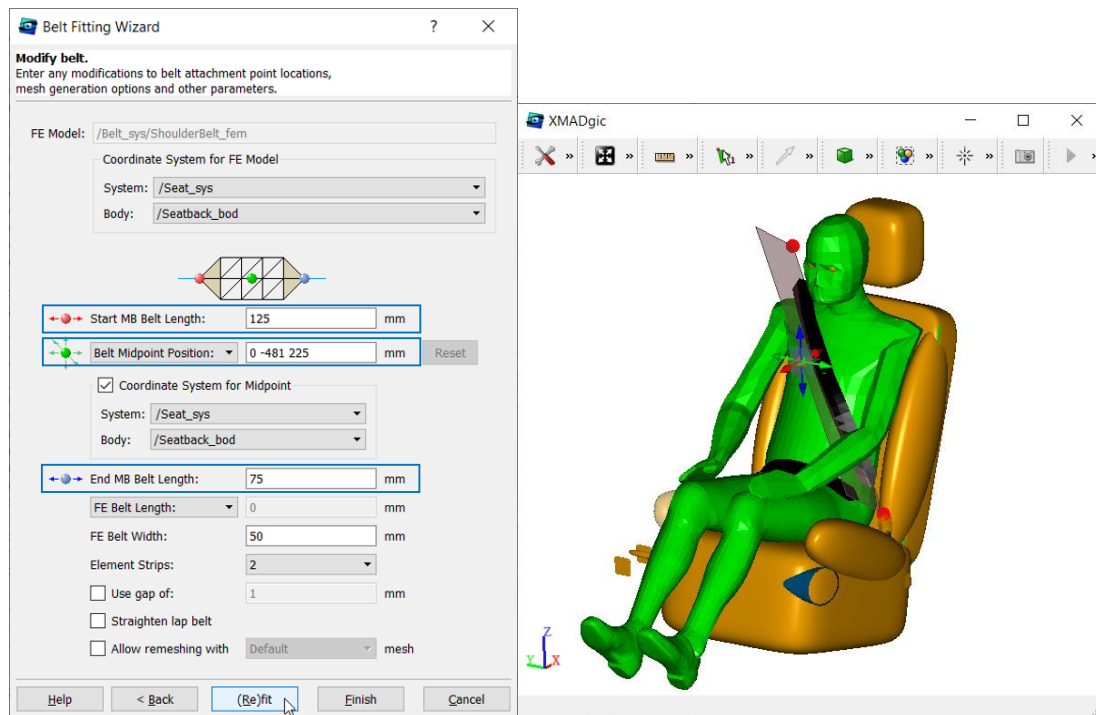 Belt Fitting Wizard ?
Modify belt.
Enter any modifications to belt attachment point locations,
mesh generation options and other parameters.
FE Model: /Belt_sys/ShoulderBelt_fem
Coordinate System for FE Model
System: /Seat_sys
Body: /Seatback_bod
Start MB Belt Length: 125 mm
Belt Midpoint Position: 0 -481 225 mm Reset
Coordinate System for Midpoint
System: /Seat_sys
Body: /Seatback_bod
End MB Belt Length: 75 mm
FE Belt Length: 0 mm
FE Belt Width: 50 mm
Element Strips: 2
Use gap of: 1 mm
Straighten lap belt
Allow remeshing with Default mesh
Help < Back (Re)fit Finish Cancel
XMADgic
» » » » » » » » »
Z
Y X